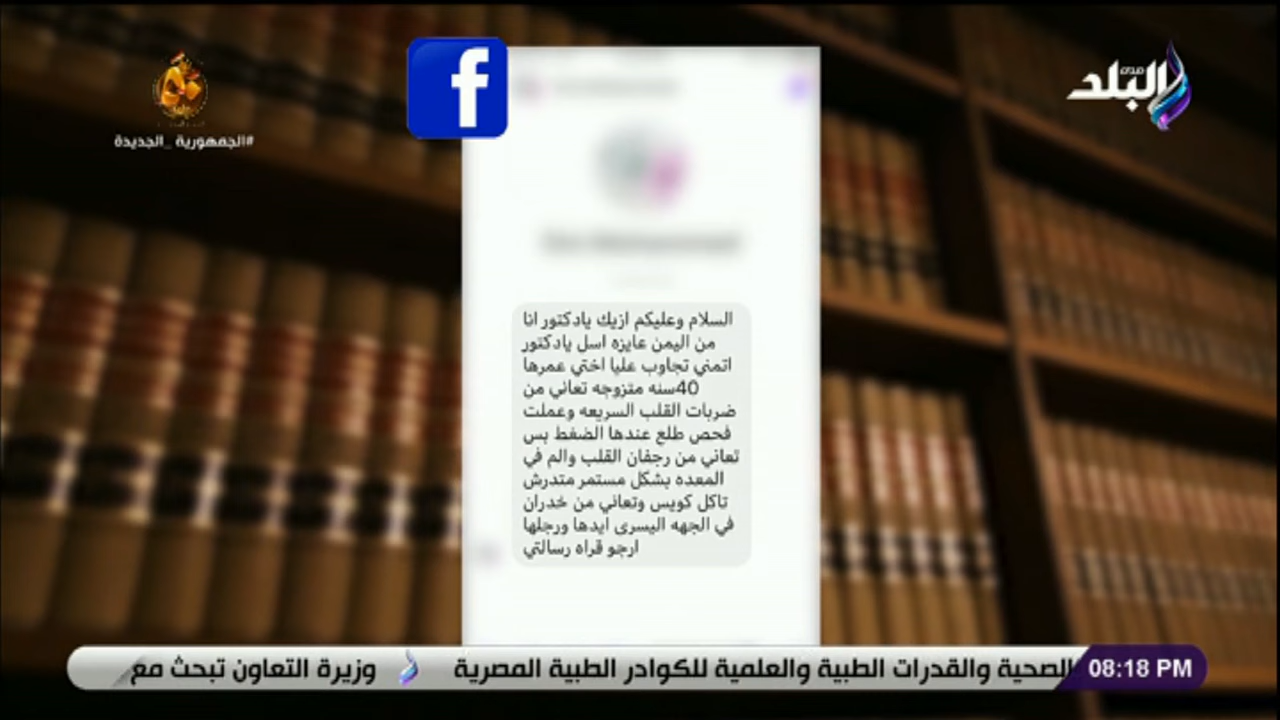 #الجمهورية_الجديدة
صدى البلد
f
السلام وعليكم ازيك يادكتور انا
من اليمن عايزه اسل يادكتور
اتمني تجاوب عليا اختي عمرها
40سنه متزوجه تعاني من
ضربات القلب السريعه وعملت
فحص طلع عندها الضغط بس
تعاني من رجفان القلب والم في
المعده بشكل مستمر متدرش
تاكل كويس وتعاني من خدران
في الجهه اليسرى ايدها ورجلها
ارجو قراه رسالتي
08:18 PM الصحية والقدرات الطبية والعلمية للكوادر الطبية المصرية وزيرة التعاون تبحث مع